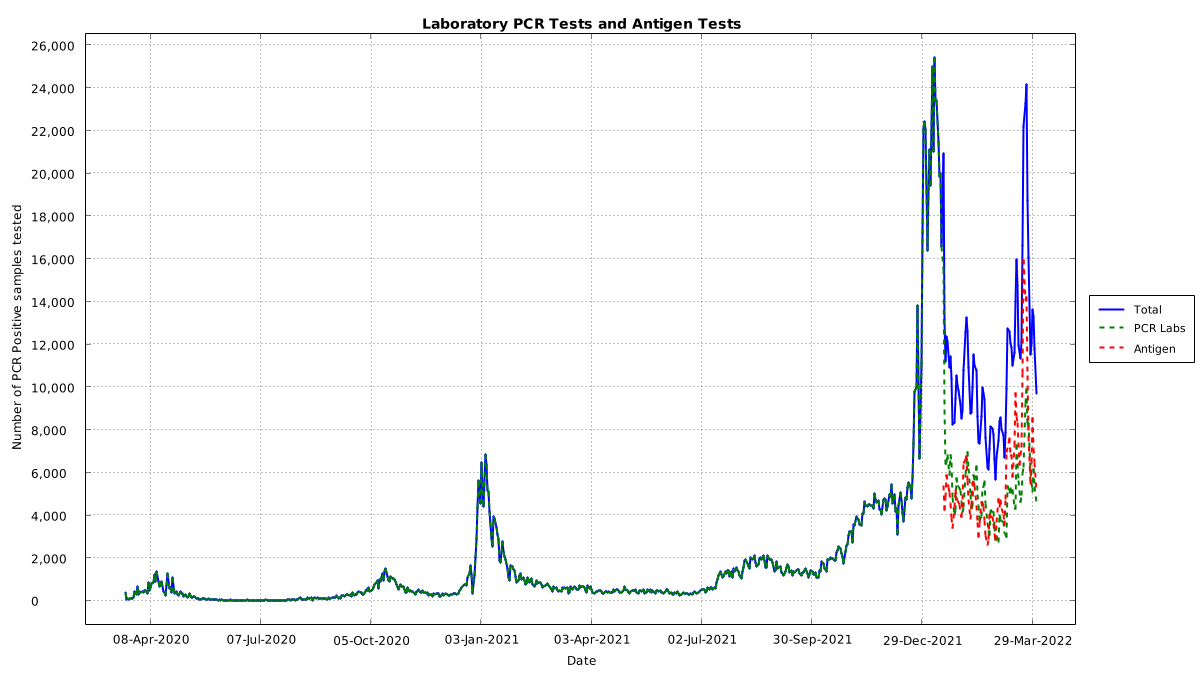 Laboratory PCR Tests and Antigen Tests
26,000
24,000
22,000
20,000
18,000
16,000
14,000
12,000
10,000
8,000
6,000
4,000
2,000
0
Number of PCR Positive samples tested
08-Apr-2020 07-Jul-2020 05-Oct-2020 03-Jan-2021 03-Apr-2021 02-Jul-2021 30-Sep-2021 29-Dec-2021 29-Mar-2022
Date
Total
PCR Labs
Antigen